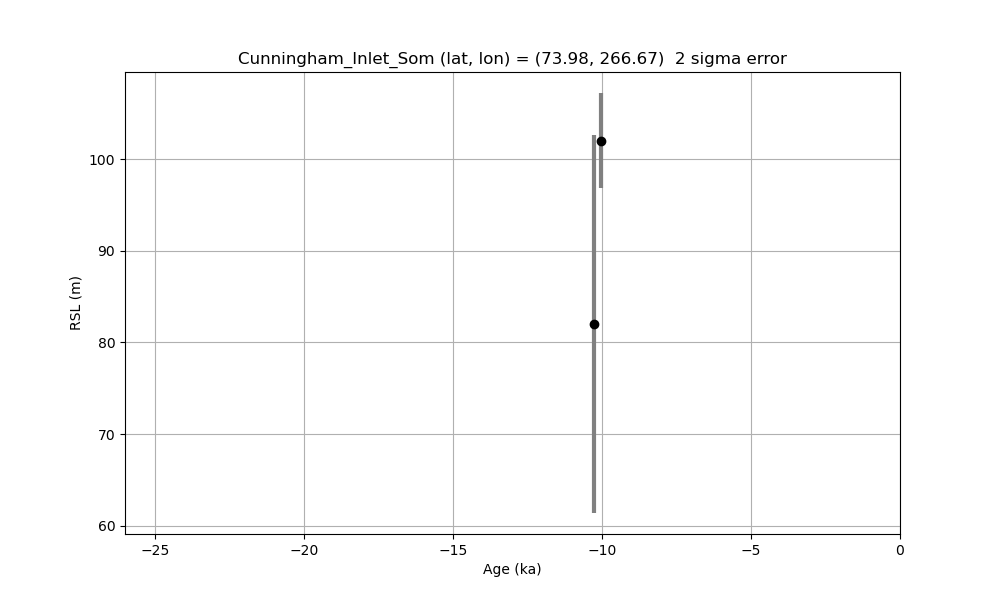 Cunningham_Inlet_Som (lat, lon) = (73.98, 266.67)  2 sigma error
RSL (m)
100
90
80
70
60
−25 −20 −15 −10 −5 0
Age (ka)